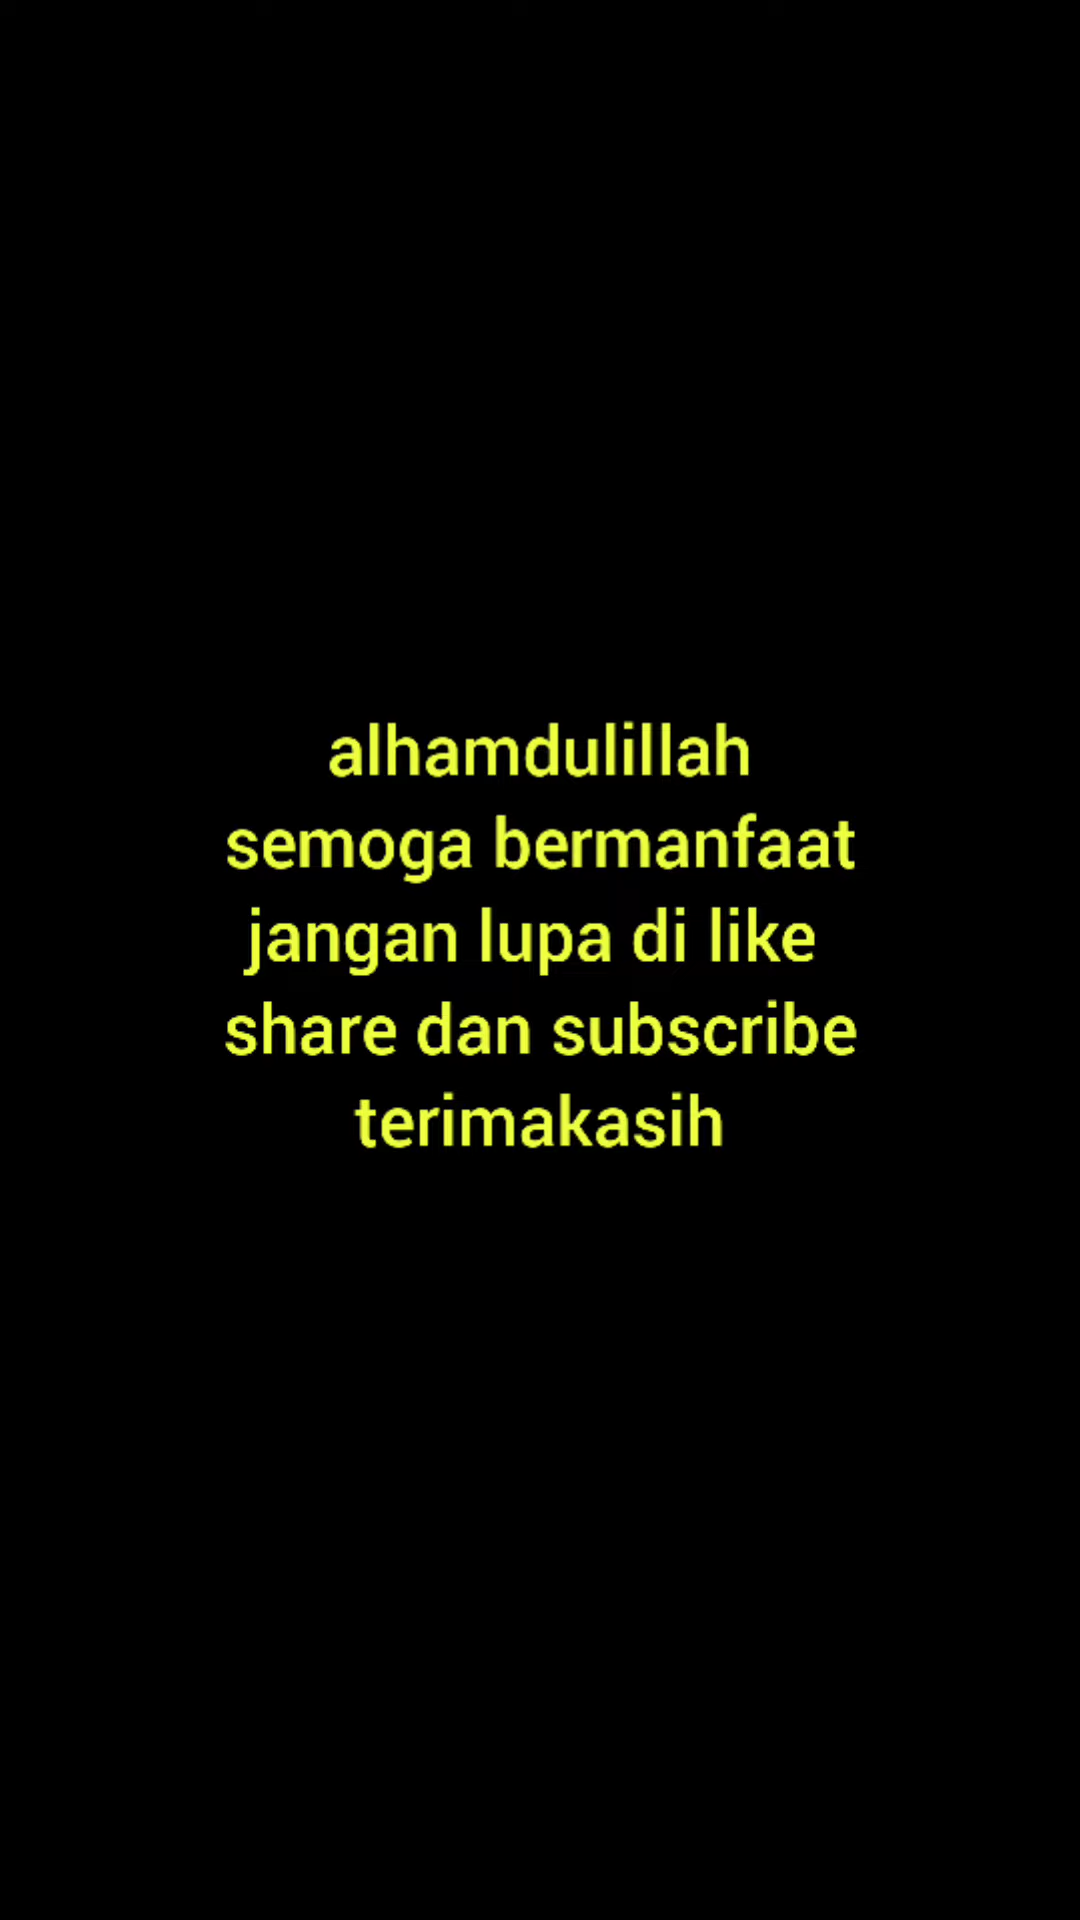 alhamdulillah
semoga bermanfaat
jangan lupa di like
share dan subscribe
terimakasih